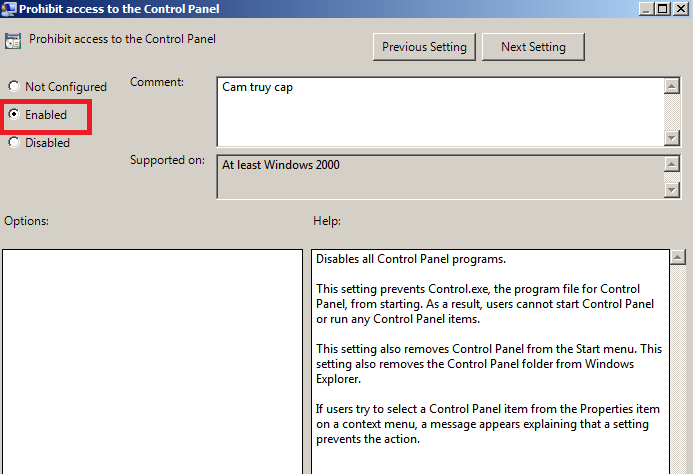 Prohibit access to the Control Panel
Prohibit access to the Control Panel
Previous Setting
Next Setting
Not Configured
Comment:
Cam truy cap
Enabled
Disabled
Supported on:
At least Windows 2000
Options:
Help:
Disables all Control Panel programs.
This setting prevents Control.exe, the program file for Control
Panel, from starting. As a result, users cannot start Control Panel
or run any Control Panel items.
This setting also removes Control Panel from the Start menu. This
setting also removes the Control Panel folder from Windows
Explorer.
If users try to select a Control Panel item from the Properties item
on a context menu, a message appears explaining that a setting
prevents the action.